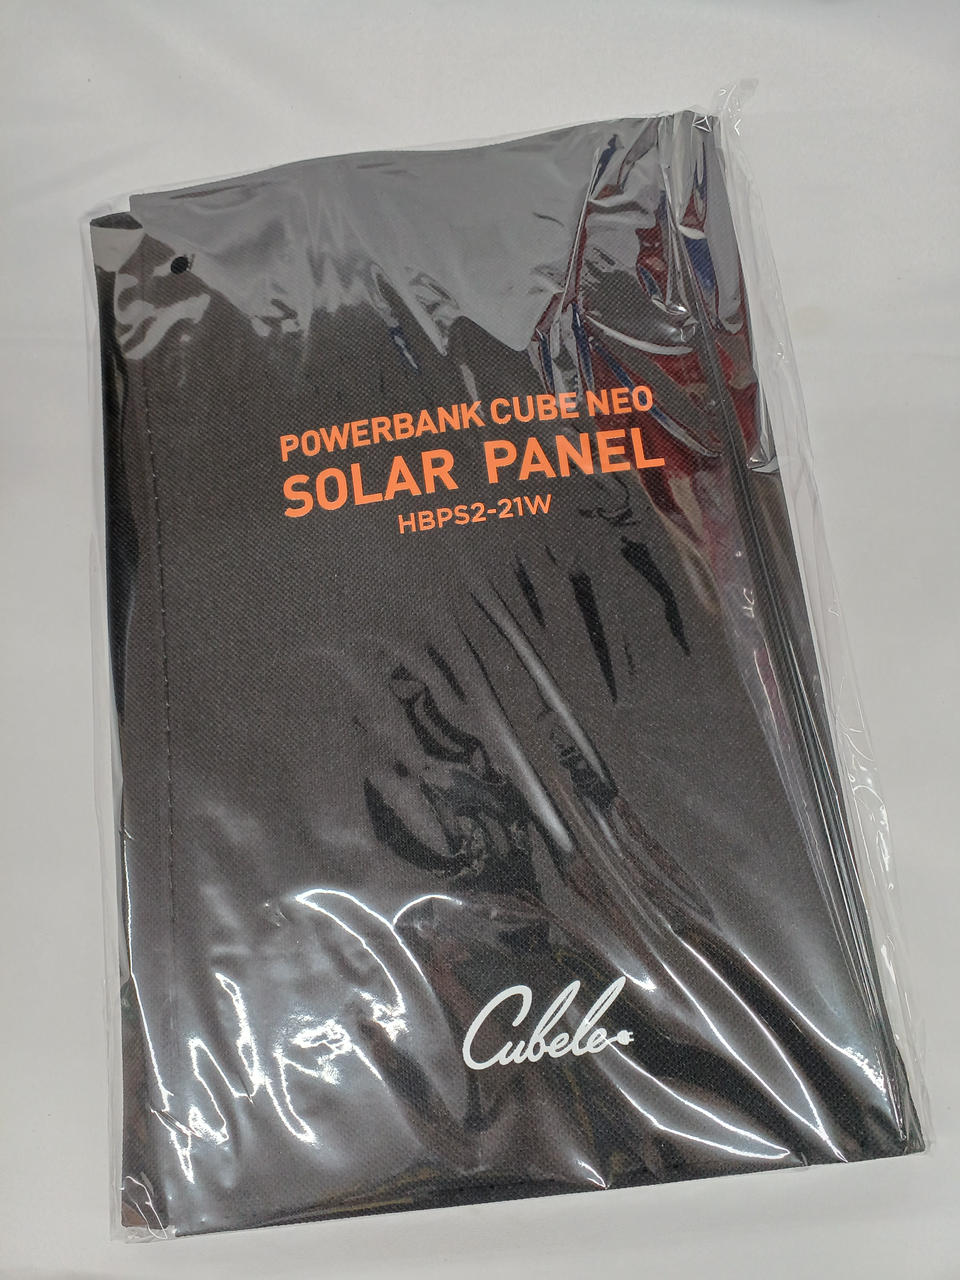 POWERBANK CUBE NEO
SOLAR PANEL
HBPS2-21W
Cubele